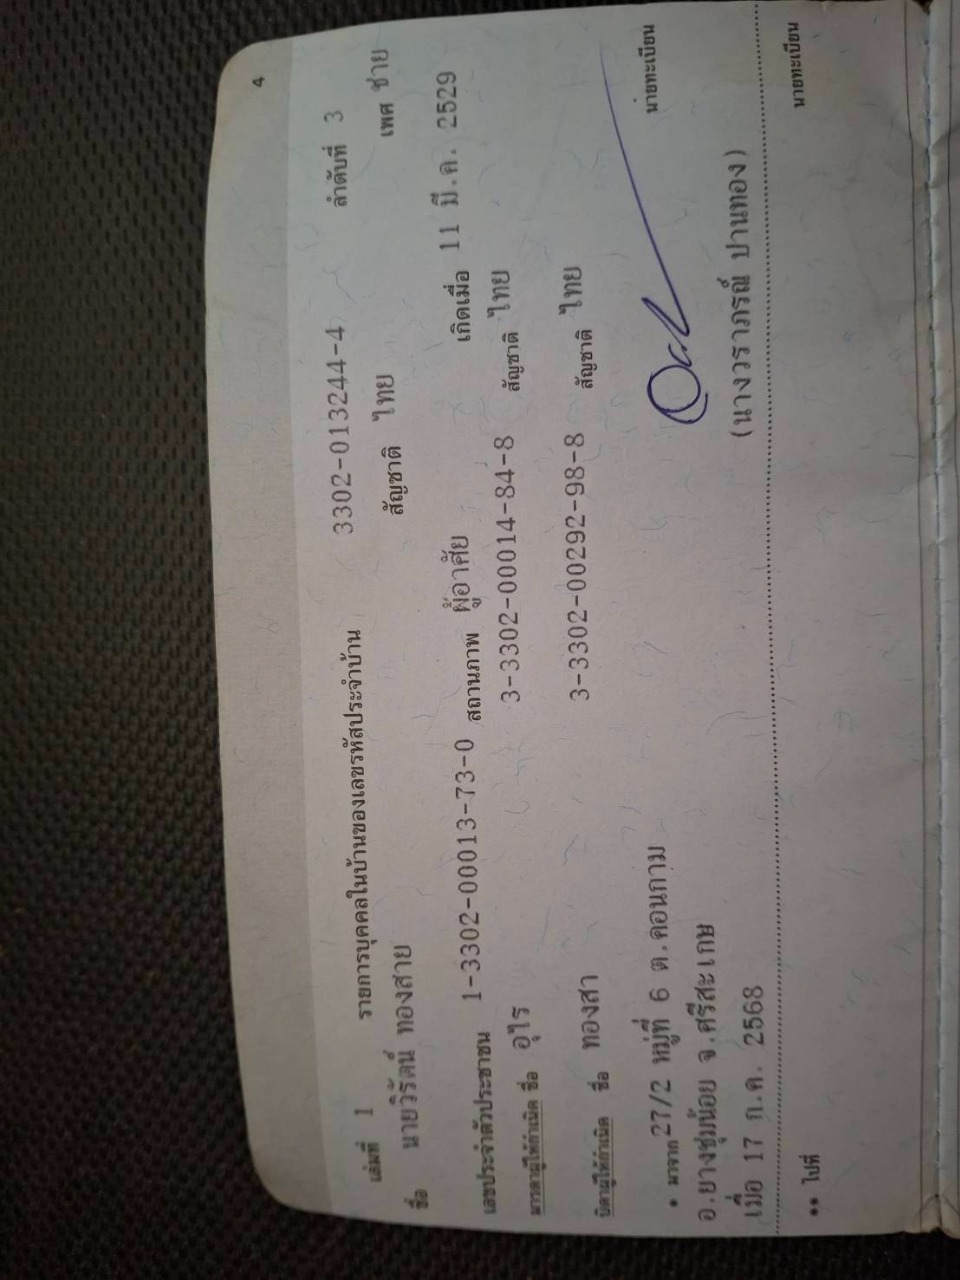 4
เล่มที่ 1 รายการบุคคลในบ้านของเลขรหัสประจำบ้าน 3302-013244-4 ลำดับที่ 3
ชื่อ นายวิรัตน์ ทองสาย สัญชาติ ไทย เพศ ชาย
เลขประจำตัวประชาชน 1-3302-00013-73-0 สถานภาพ ผู้อาศัย เกิดเมื่อ 11 มี.ค. 2529
มารดาผู้ให้กำเนิด ชื่อ อุไร 3-3302-00014-84-8 สัญชาติ ไทย
บิดาผู้ให้กำเนิด ชื่อ ทองสา 3-3302-00292-98-8 สัญชาติ ไทย
* มาจาก 27/2 หมู่ที่ 6 ต.คอนกาม
อ.ยางชุมน้อย จ.ศรีสะเกษ นายทะเบียน
เมื่อ 17 ก.ค. 2568 (นางวราภรณ์ ปานทอง)
** ไปที่ นายทะเบียน